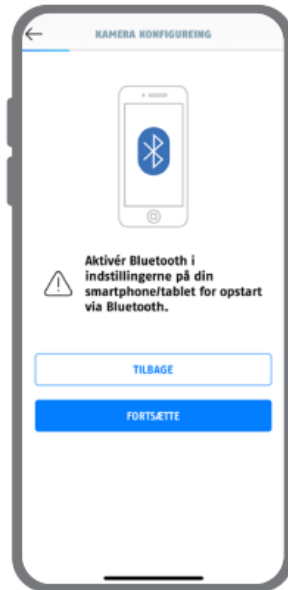 KAMERA KONFIGUREING
Aktivér Bluetooth i
indstillingerne på din
smartphone/tablet for opstart
via Bluetooth.
TILBAGE
FORTSÆTTE